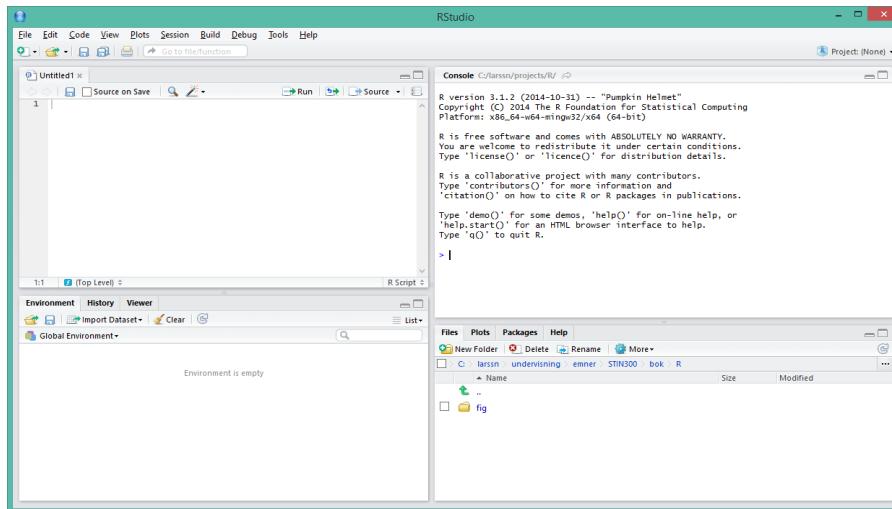 RStudio
File Edit Code View Plots Session Build Debug Tools Help
Go to file/function
Project: (None)
Untitled1
Source on Save
Run
Source
1
1:1
(Top Level)
R Script
Console C:/larssn/projects/R/
R version 3.1.2 (2014-10-31) -- "Pumpkin Helmet"
Copyright (C) 2014 The R Foundation for Statistical Computing
Platform: x86_64-w64-mingw32/x64 (64-bit)
R is free software and comes with ABSOLUTELY NO WARRANTY.
You are welcome to redistribute it under certain conditions.
Type 'license()' or 'licence()' for distribution details.
R is a collaborative project with many contributors.
Type 'contributors()' for more information and
'citation()' on how to cite R or R packages in publications.
Type 'demo()' for some demos, 'help()' for on-line help, or
'help.start()' for an HTML browser interface to help.
Type 'q()' to quit R.
>
Environment History Viewer
Import Dataset Clear List
Global Environment
Environment is empty
Files Plots Packages Help
New Folder Delete Rename More
C: larssn undervisning emner STIN300 bok R
Name Size Modified
..
fig